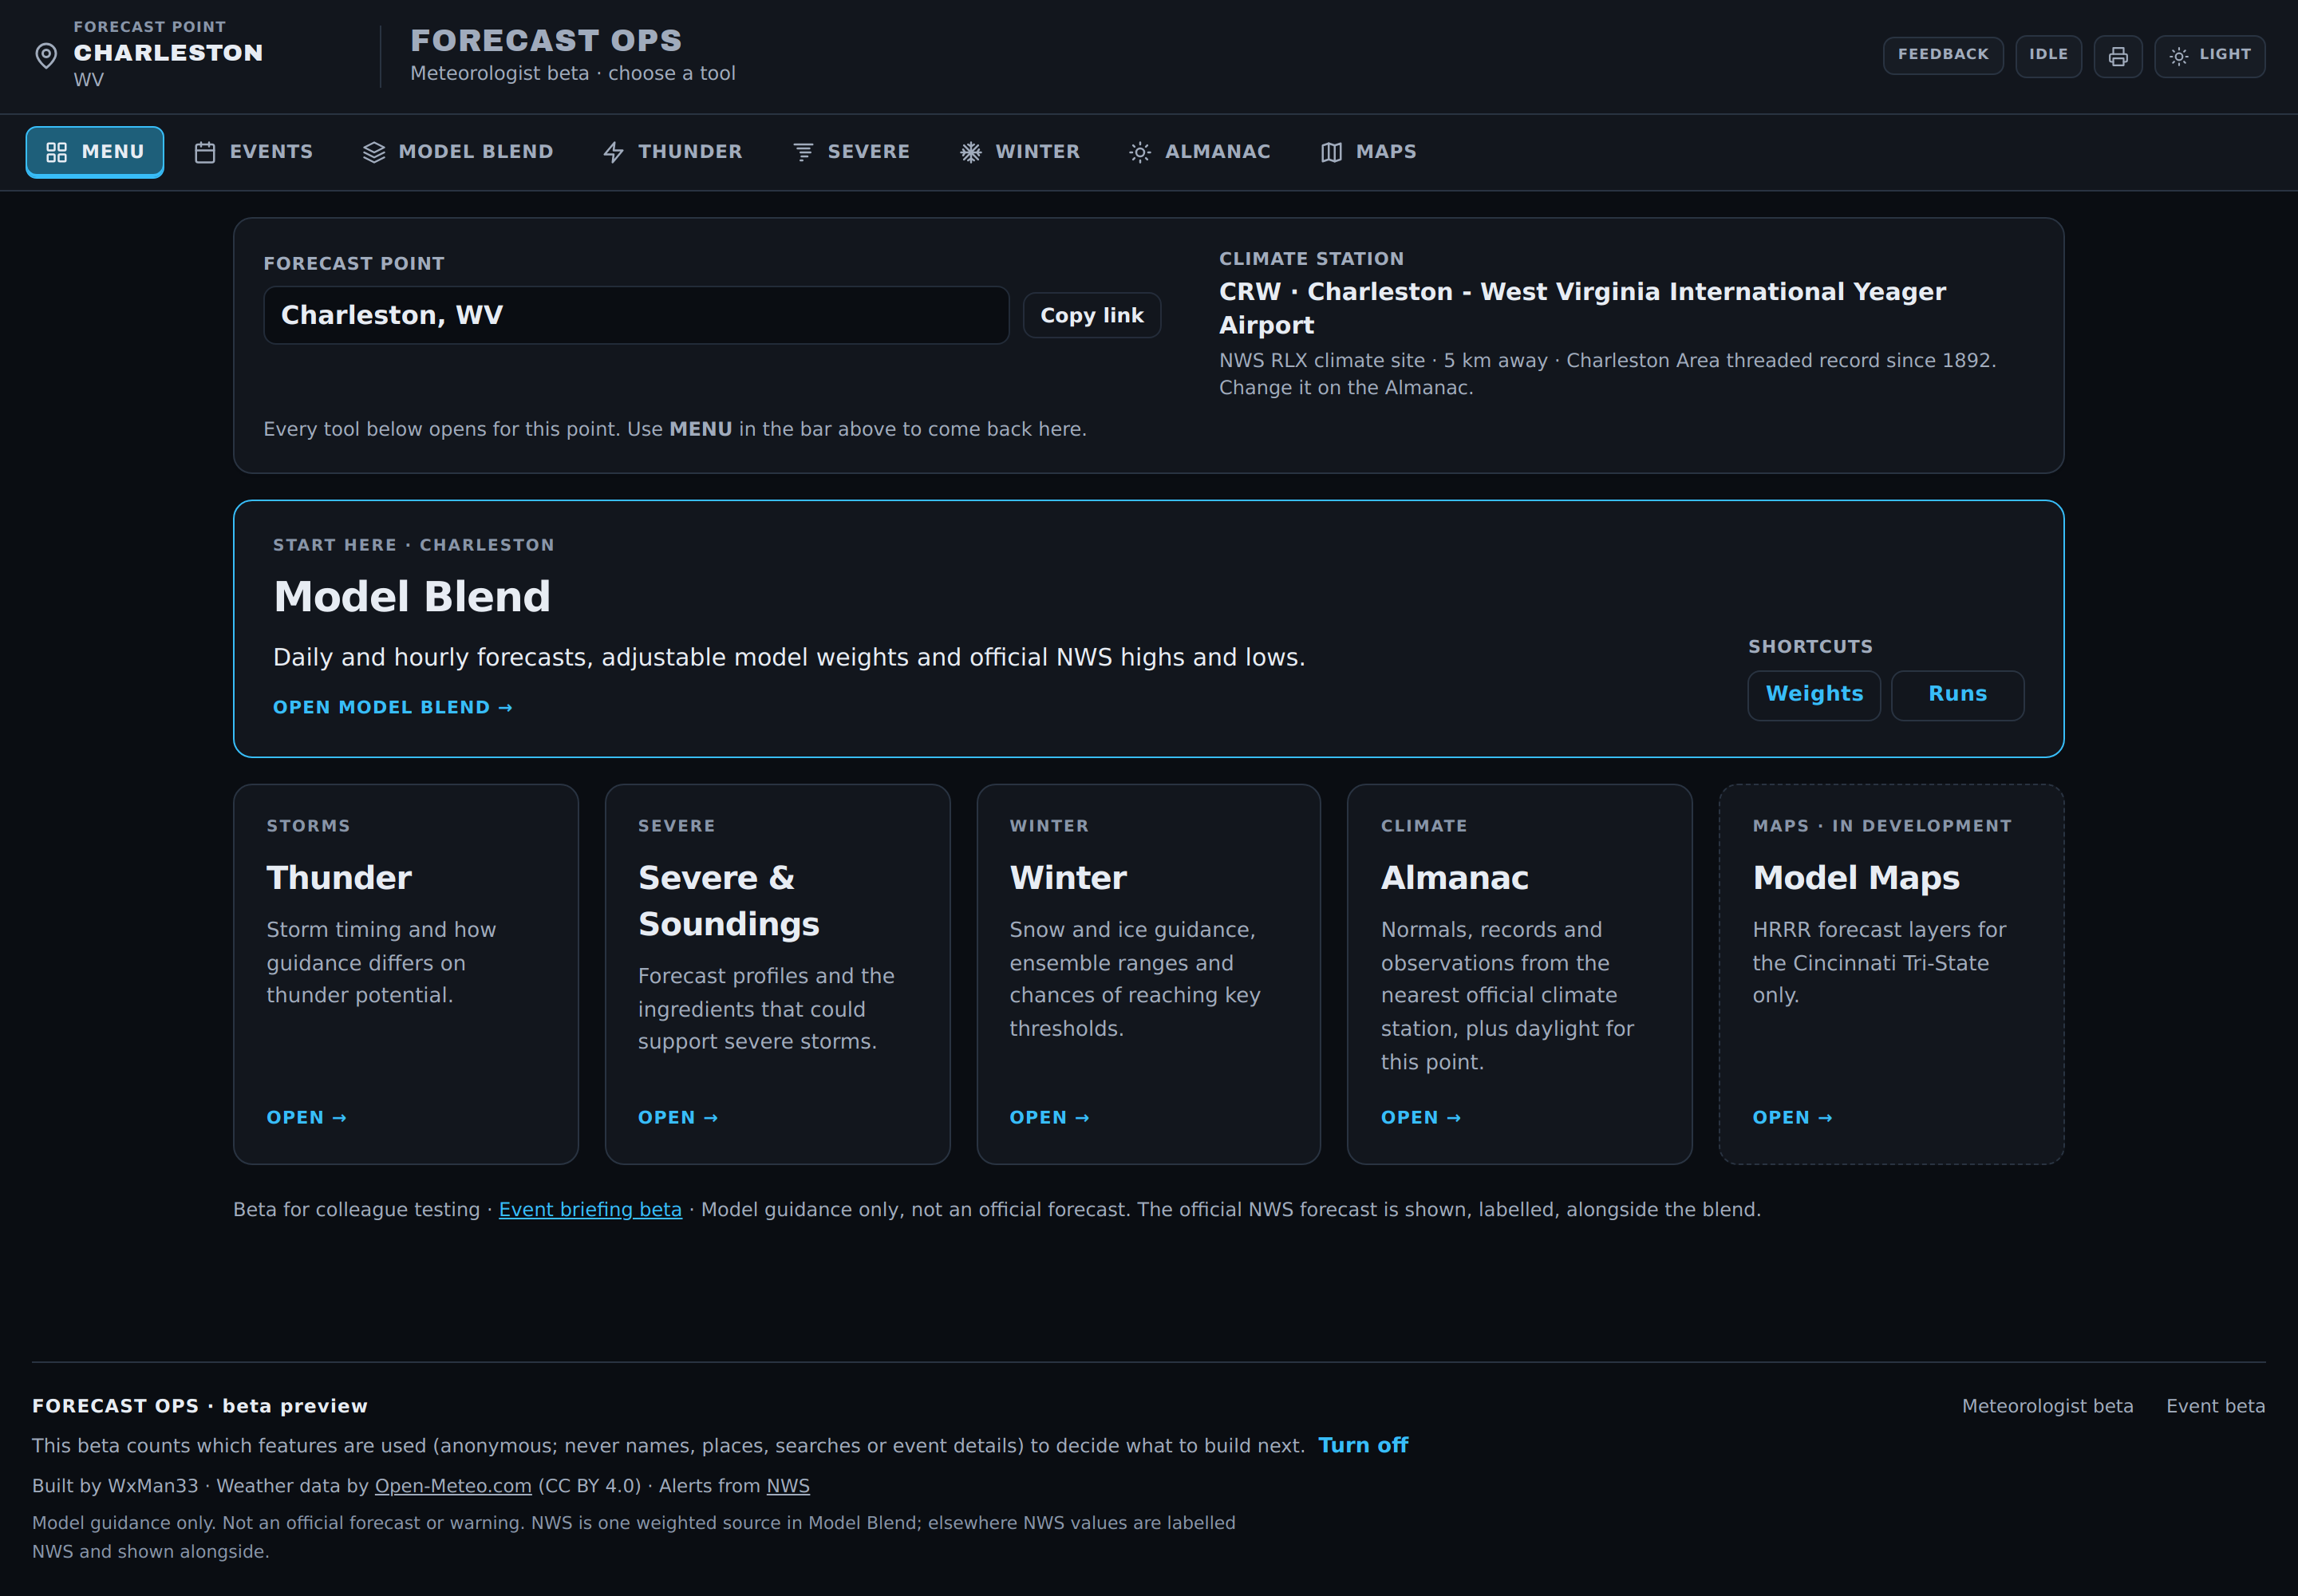 FORECAST POINT
CHARLESTON
WV
FORECAST OPS
Meteorologist beta · choose a tool
FEEDBACK
IDLE
LIGHT
MENU
EVENTS
MODEL BLEND
THUNDER
SEVERE
WINTER
ALMANAC
MAPS
FORECAST POINT
Charleston, WV
Copy link
CLIMATE STATION
CRW · Charleston - West Virginia International Yeager
Airport
NWS RLX climate site · 5 km away · Charleston Area threaded record since 1892.
Change it on the Almanac.
Every tool below opens for this point. Use MENU in the bar above to come back here.
START HERE · CHARLESTON
Model Blend
Daily and hourly forecasts, adjustable model weights and official NWS highs and lows.
OPEN MODEL BLEND →
SHORTCUTS
Weights
Runs
STORMS
Thunder
Storm timing and how
guidance differs on
thunder potential.
OPEN →
SEVERE
Severe &
Soundings
Forecast profiles and the
ingredients that could
support severe storms.
OPEN →
WINTER
Winter
Snow and ice guidance,
ensemble ranges and
chances of reaching key
thresholds.
OPEN →
CLIMATE
Almanac
Normals, records and
observations from the
nearest official climate
station, plus daylight for
this point.
OPEN →
MAPS · IN DEVELOPMENT
Model Maps
HRRR forecast layers for
the Cincinnati Tri-State
only.
OPEN →
Beta for colleague testing · Event briefing beta · Model guidance only, not an official forecast. The official NWS forecast is shown, labelled, alongside the blend.
FORECAST OPS · beta preview
Meteorologist beta
Event beta
This beta counts which features are used (anonymous; never names, places, searches or event details) to decide what to build next. Turn off
Built by WxMan33 · Weather data by Open-Meteo.com (CC BY 4.0) · Alerts from NWS
Model guidance only. Not an official forecast or warning. NWS is one weighted source in Model Blend; elsewhere NWS values are labelled
NWS and shown alongside.